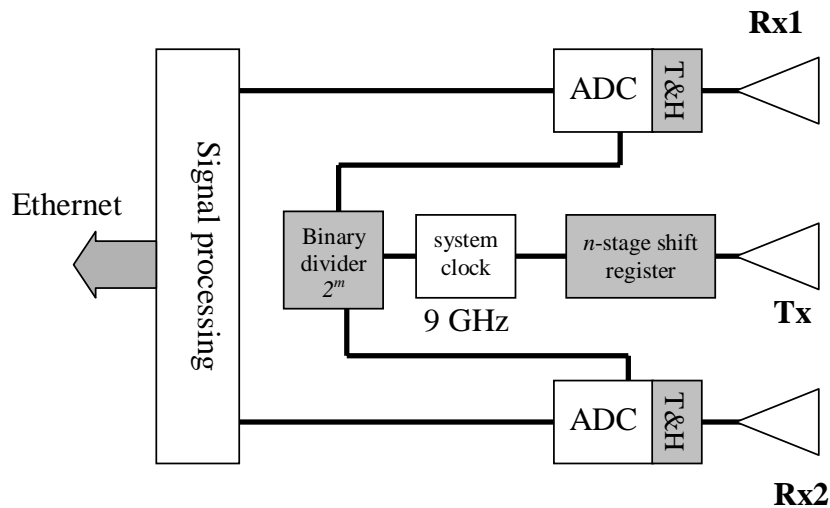 Rx1
ADC
T&H
Signal processing
Ethernet
Binary
divider
2^m
system
clock
9 GHz
n-stage shift
register
Tx
ADC
T&H
Rx2